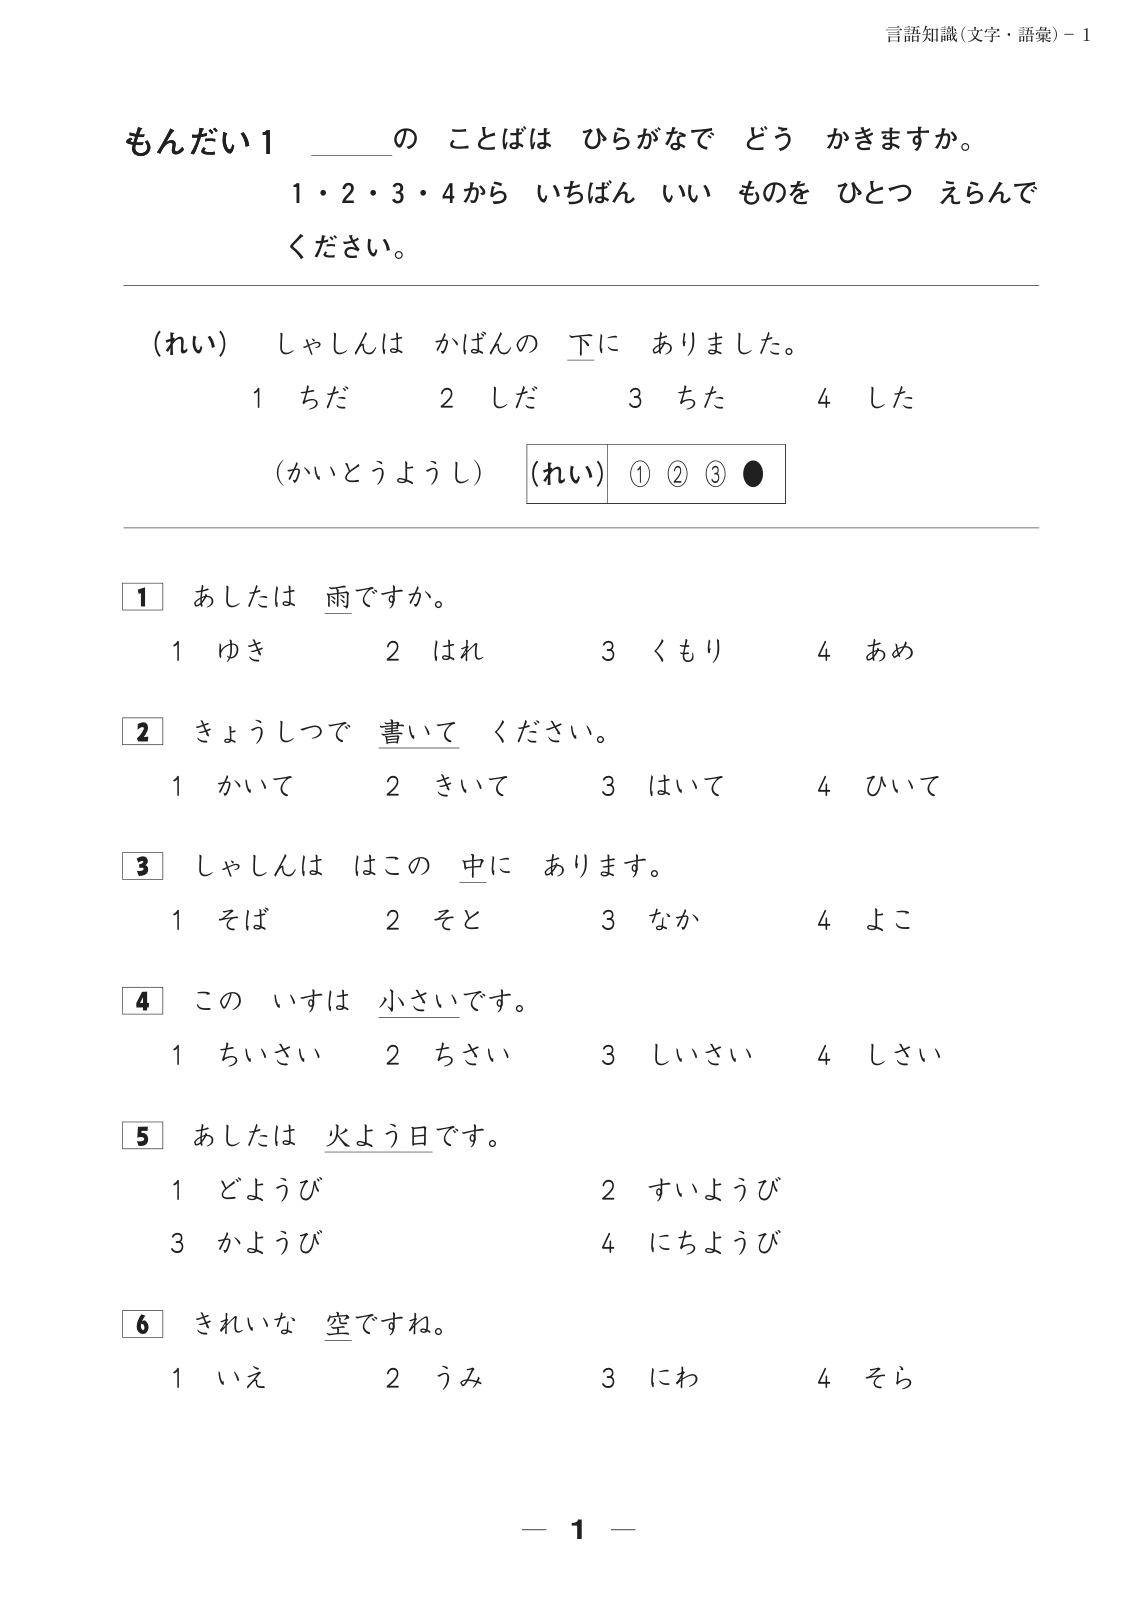 言語知識(文字・語彙)－1
もんだい1　＿＿＿の　ことばは　ひらがなで　どう　かきますか。
1・2・3・4から　いちばん　いい　ものを　ひとつ　えらんで
ください。
(れい)　しゃしんは　かばんの　下に　ありました。
1　ちだ　2　しだ　3　ちた　4　した
(かいとうようし)　(れい)　①　②　③　●
1　あしたは　雨ですか。
1　ゆき　2　はれ　3　くもり　4　あめ
2　きょうしつで　書いて　ください。
1　かいて　2　きいて　3　はいて　4　ひいて
3　しゃしんは　はこの　中に　あります。
1　そば　2　そと　3　なか　4　よこ
4　この　いすは　小さいです。
1　ちいさい　2　ちさい　3　しいさい　4　しさい
5　あしたは　火よう日です。
1　どようび　2　すいようび
3　かようび　4　にちようび
6　きれいな　空ですね。
1　いえ　2　うみ　3　にわ　4　そら
― 1 ―